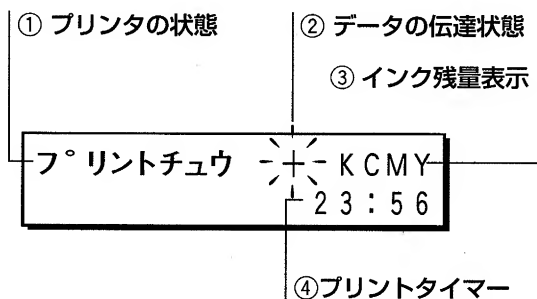 ① プリンタの状態
② データの伝達状態
③ インク残量表示
プリントチュウ + KCMY
23:56
④プリントタイマー